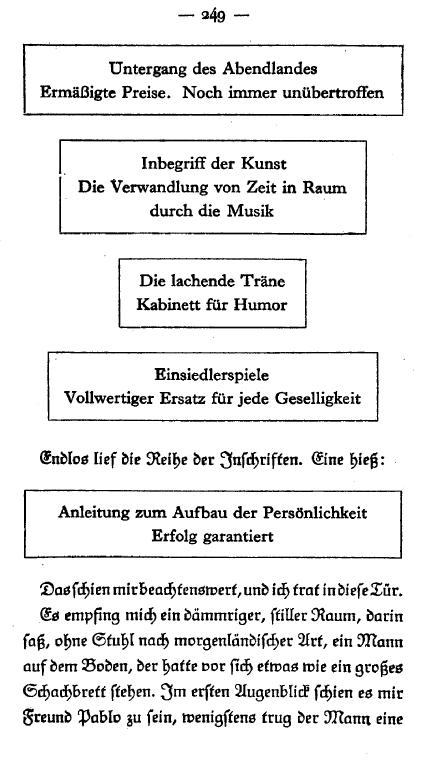 — 249 —
Untergang des Abendlandes
Ermäßigte Preise. Noch immer unübertroffen
Inbegriff der Kunst
Die Verwandlung von Zeit in Raum
durch die Musik
Die lachende Träne
Kabinett für Humor
Einsiedlerspiele
Vollwertiger Ersatz für jede Geselligkeit
Endlos lief die Reihe der Inschriften. Eine hieß:
Anleitung zum Aufbau der Persönlichkeit
Erfolg garantiert
Das schien mir beachtenswert, und ich trat in diese Tür.
Es empfing mich ein dämmriger, stiller Raum, darin
saß, ohne Stuhl nach morgenländischer Art, ein Mann
auf dem Boden, der hatte vor sich etwas wie ein großes
Schachbrett stehen. Im ersten Augenblick schien es mir
Freund Pablo zu sein, wenigstens trug der Mann eine